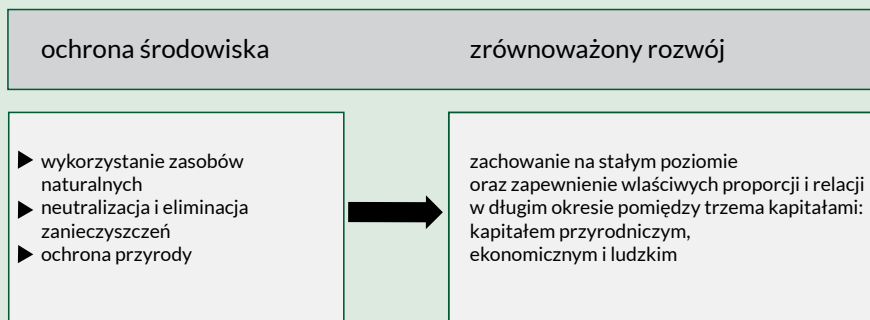 ochrona środowiska
zrównoważony rozwój
wykorzystanie zasobów
naturalnych
neutralizacja i eliminacja
zanieczyszczeń
ochrona przyrody
zachowanie na stałym poziomie
oraz zapewnienie wlaściwych proporcji i relacji
w długim okresie pomiędzy trzema kapitałami:
kapitałem przyrodniczym,
ekonomicznym i ludzkim